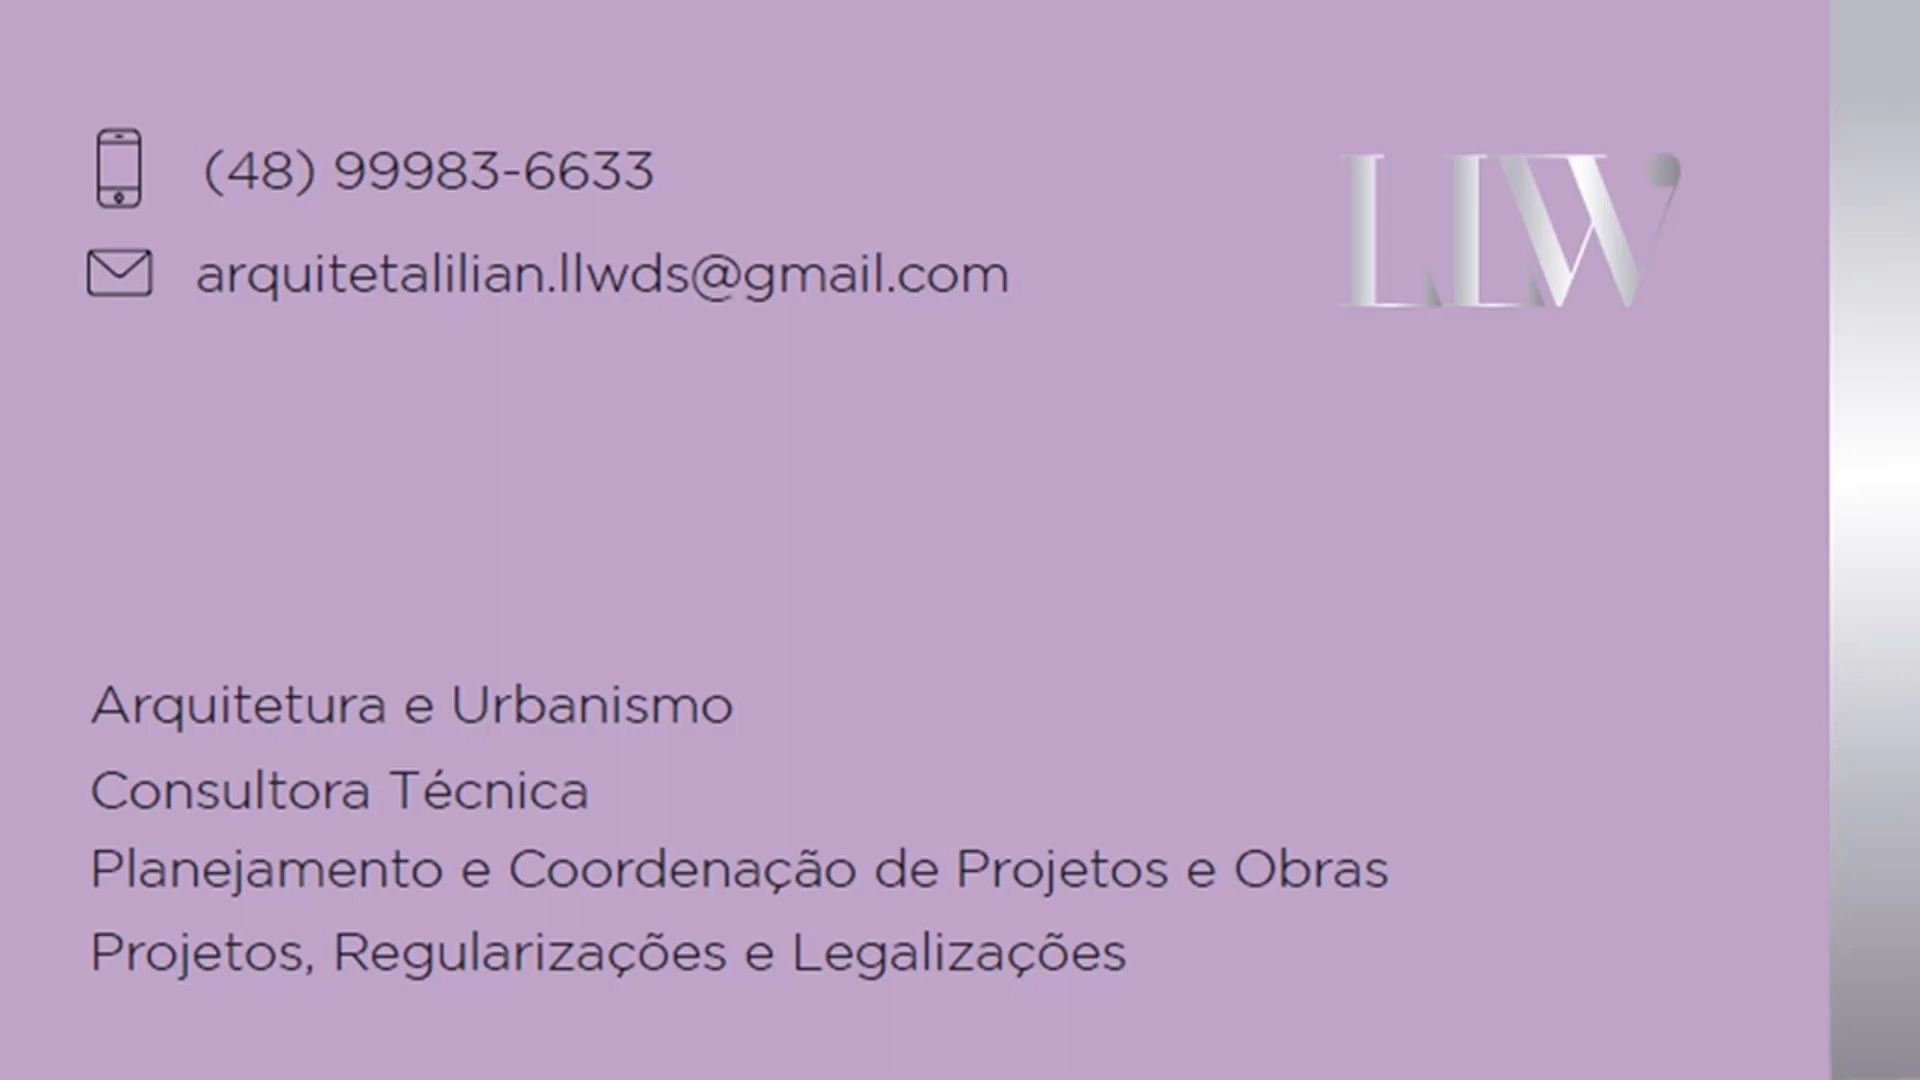 (48) 99983-6633
LLW
arquitetalilian.llwds@gmail.com
Arquitetura e Urbanismo
Consultora Técnica
Planejamento e Coordenação de Projetos e Obras
Projetos, Regularizações e Legalizações